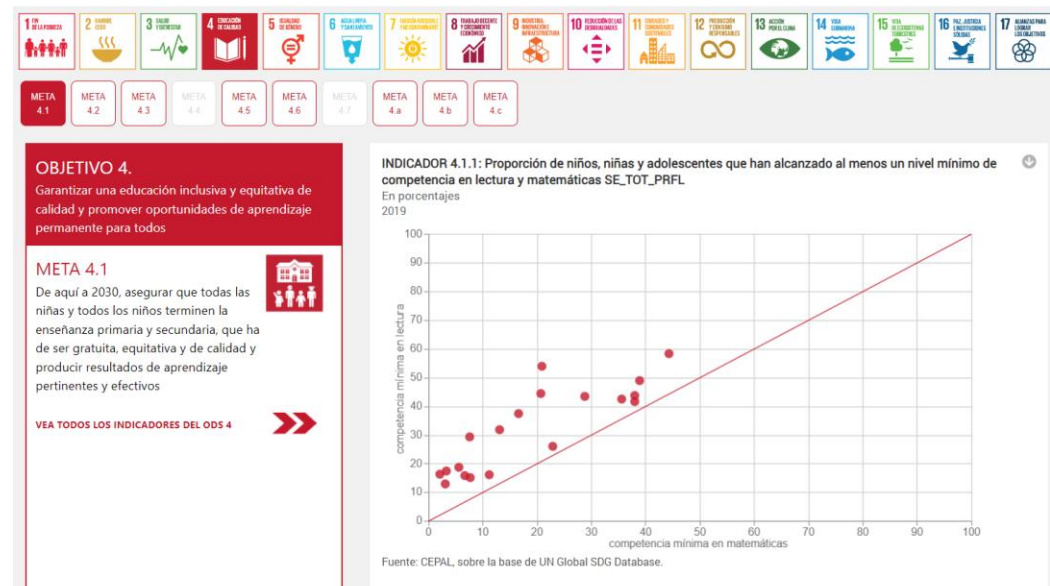 1 FIN DE LA POBREZA
2 HAMBRE CERO
3 SALUD Y BIENESTAR
4 EDUCACIÓN DE CALIDAD
5 IGUALDAD DE GÉNERO
6 AGUA LIMPIA Y SANEAMIENTO
7
8 TRABAJO DECENTE Y CRECIMIENTO ECONÓMICO
9 INDUSTRIA, INNOVACIÓN E INFRAESTRUCTURA
10 REDUCCIÓN DE LAS DESIGUALDADES
11 CIUDADES Y COMUNIDADES SOSTENIBLES
12 PRODUCCIÓN Y CONSUMO RESPONSABLES
13 ACCIÓN POR EL CLIMA
14 VIDA SUBMARINA
15 VIDA DE ECOSISTEMAS TERRESTRES
16 PAZ, JUSTICIA E INSTITUCIONES SÓLIDAS
17 ALIANZAS PARA LOGRAR LOS OBJETIVOS
META 4.1
META 4.2
META 4.3
META 4.4
META 4.5
META 4.6
META 4.7
META 4.a
META 4.b
META 4.c
OBJETIVO 4.
Garantizar una educación inclusiva y equitativa de
calidad y promover oportunidades de aprendizaje
permanente para todos
META 4.1
De aquí a 2030, asegurar que todas las
niñas y todos los niños terminen la
enseñanza primaria y secundaria, que ha
de ser gratuita, equitativa y de calidad y
producir resultados de aprendizaje
pertinentes y efectivos
VEA TODOS LOS INDICADORES DEL ODS 4
INDICADOR 4.1.1: Proporción de niños, niñas y adolescentes que han alcanzado al menos un nivel mínimo de
competencia en lectura y matemáticas SE_TOT_PRFL
En porcentajes
2019
100
90
80
70
60
50
40
30
20
10
0
competencia mínima en lectura
0 10 20 30 40 50 60 70 80 90 100
competencia mínima en matemáticas
Fuente: CEPAL, sobre la base de UN Global SDG Database.